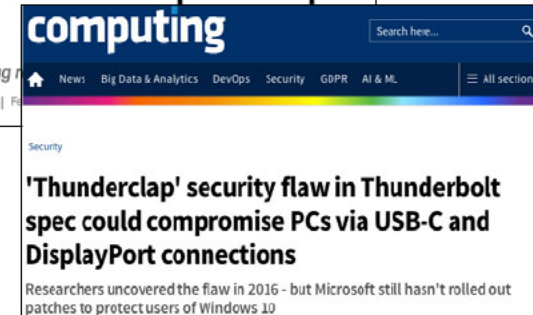 computing
Search here...
News Big Data & Analytics DevOps Security GDPR AI & ML All section
Security
'Thunderclap' security flaw in Thunderbolt
spec could compromise PCs via USB-C and
DisplayPort connections
Researchers uncovered the flaw in 2016 - but Microsoft still hasn't rolled out
patches to protect users of Windows 10